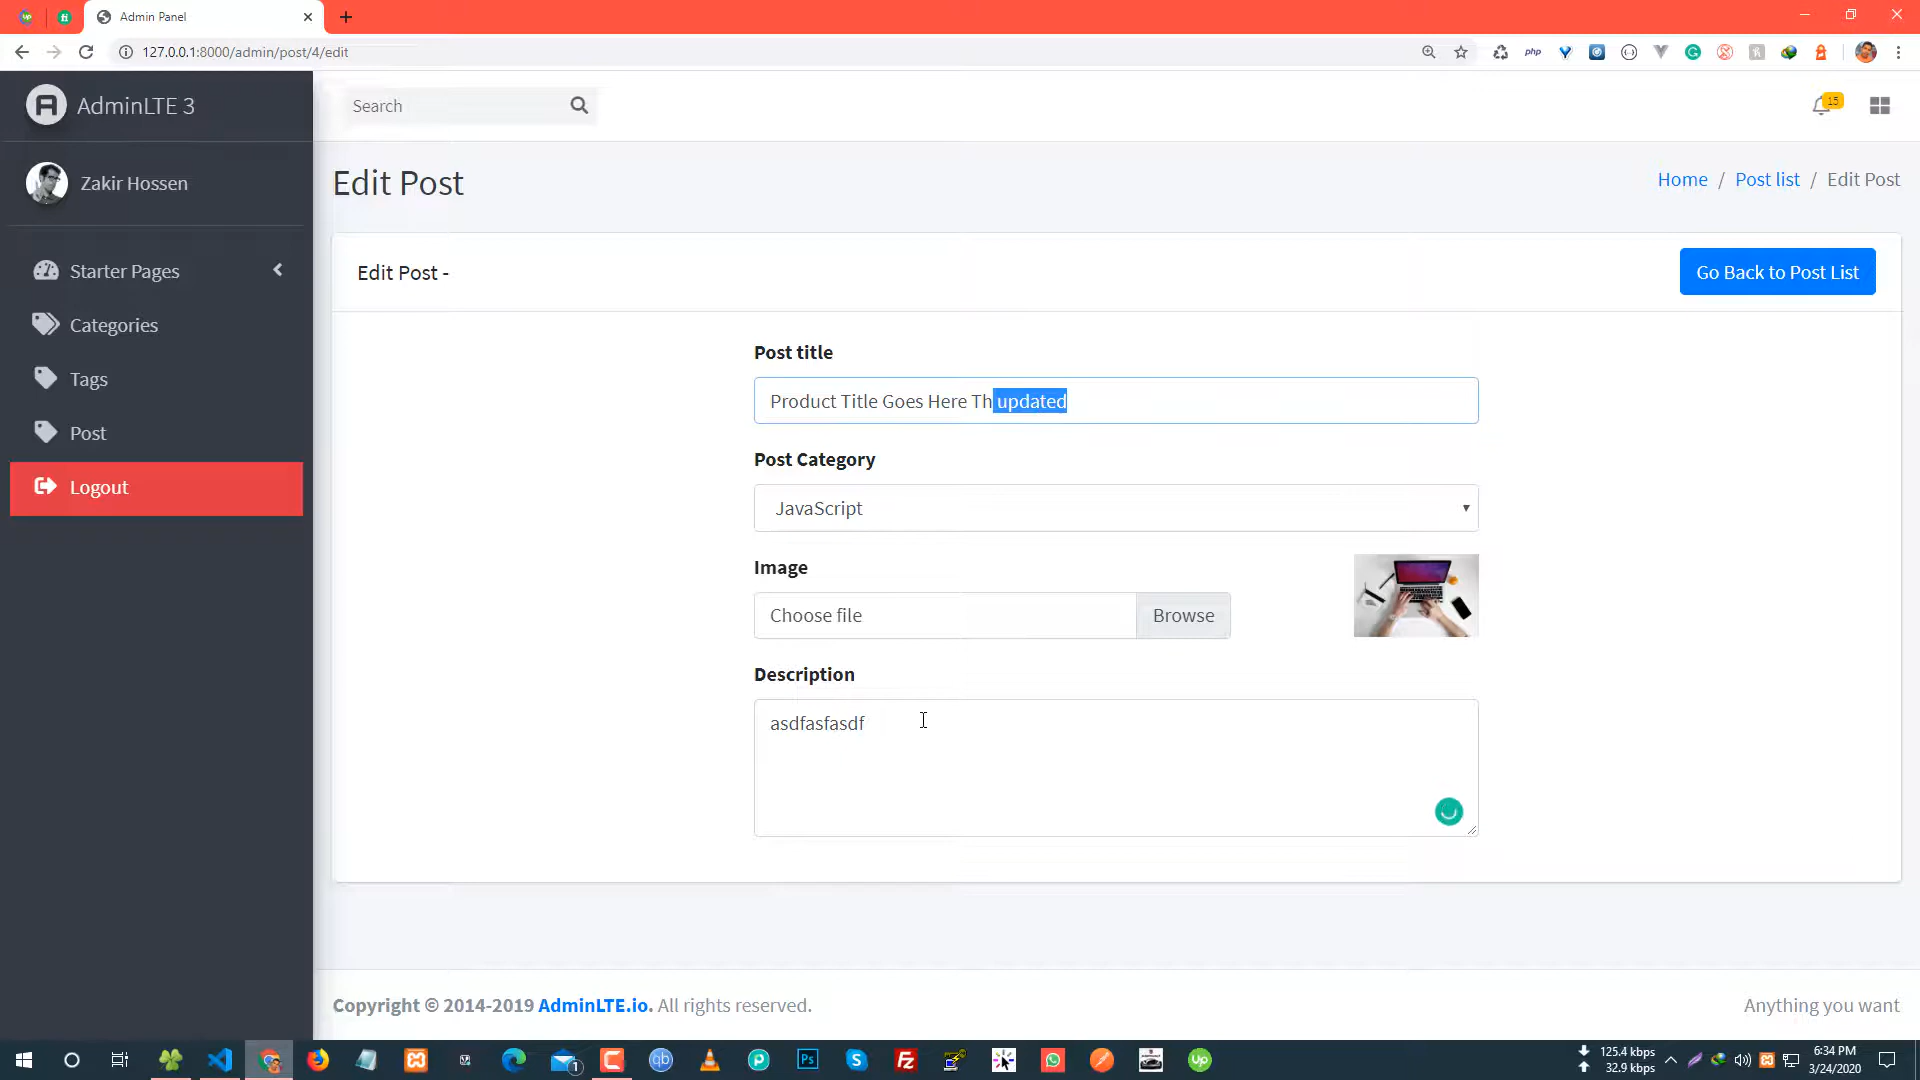 Admin Panel
127.0.0.1:8000/admin/post/4/edit
php
AdminLTE 3
Search
15
Zakir Hossen
Edit Post
Home / Post list / Edit Post
Starter Pages
Categories
Tags
Post
Logout
Edit Post -
Go Back to Post List
Post title
Product Title Goes Here Th updated
Post Category
JavaScript
Image
Choose file
Browse
Description
asdfasfasdf
Copyright © 2014-2019 AdminLTE.io. All rights reserved.
Anything you want
125.4 kbps
32.9 kbps
6:34 PM
3/24/2020